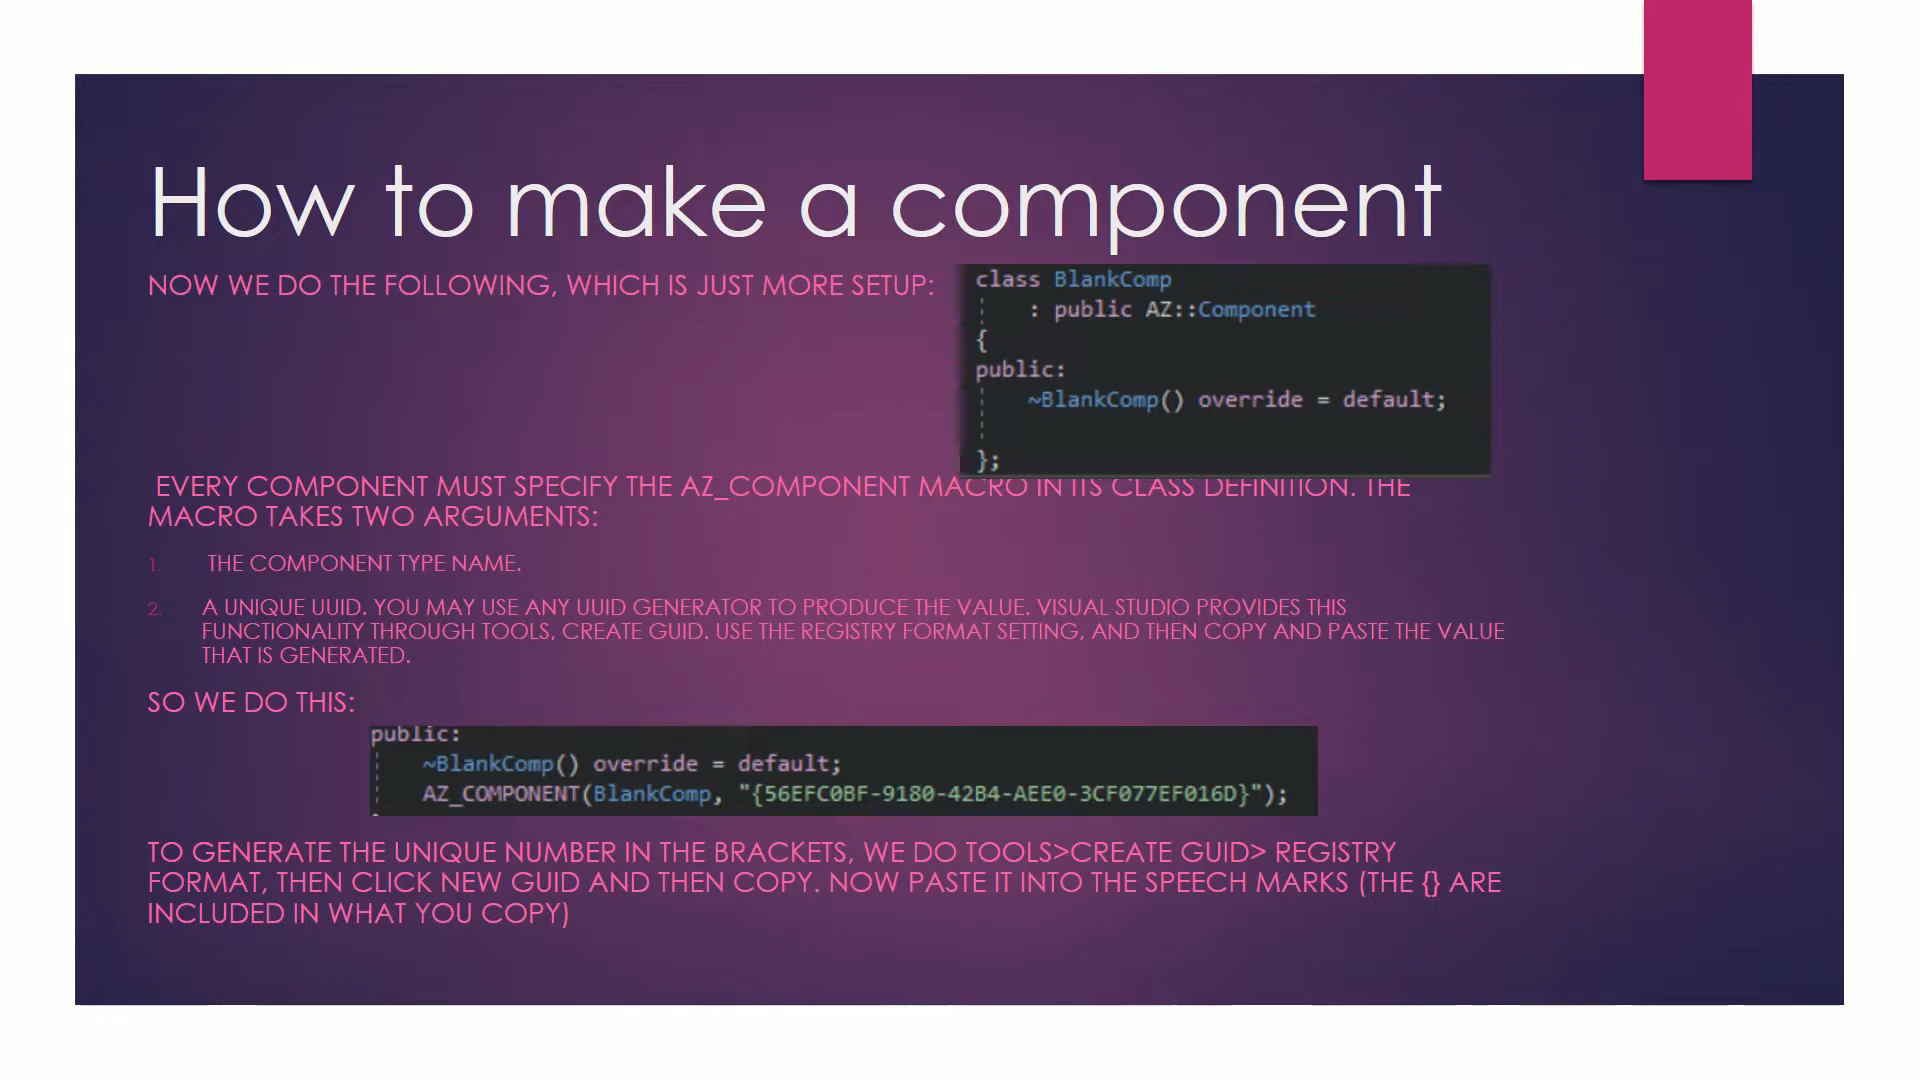 How to make a component
NOW WE DO THE FOLLOWING, WHICH IS JUST MORE SETUP:
class BlankComp
: public AZ::Component
{
public:
~BlankComp() override = default;
};
EVERY COMPONENT MUST SPECIFY THE AZ_COMPONENT MACRO IN ITS CLASS DEFINITION. THE
MACRO TAKES TWO ARGUMENTS:
1. THE COMPONENT TYPE NAME.
2. A UNIQUE UUID. YOU MAY USE ANY UUID GENERATOR TO PRODUCE THE VALUE. VISUAL STUDIO PROVIDES THIS
FUNCTIONALITY THROUGH TOOLS, CREATE GUID. USE THE REGISTRY FORMAT SETTING, AND THEN COPY AND PASTE THE VALUE
THAT IS GENERATED.
SO WE DO THIS:
public:
~BlankComp() override = default;
AZ_COMPONENT(BlankComp, "{56EFC0BF-9180-42B4-AEE0-3CF077EF016D}");
TO GENERATE THE UNIQUE NUMBER IN THE BRACKETS, WE DO TOOLS>CREATE GUID> REGISTRY
FORMAT, THEN CLICK NEW GUID AND THEN COPY. NOW PASTE IT INTO THE SPEECH MARKS (THE {} ARE
INCLUDED IN WHAT YOU COPY)